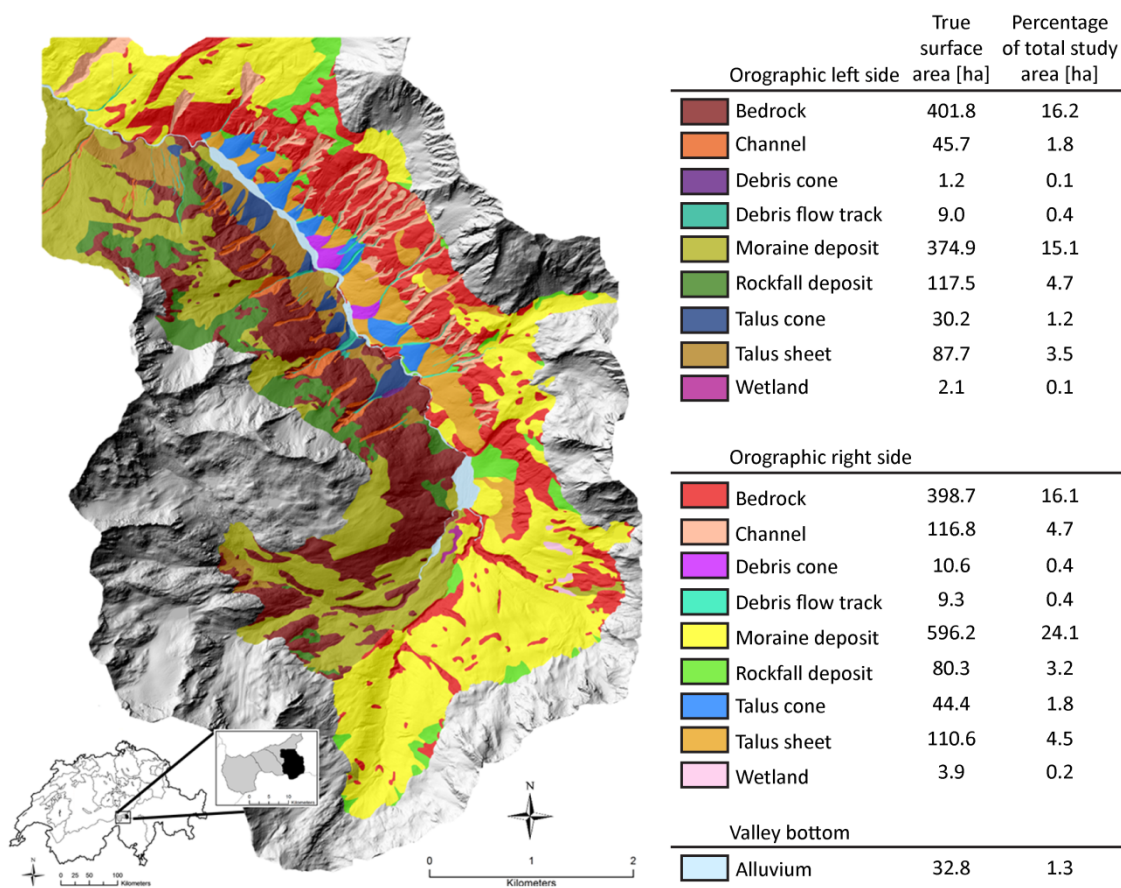 True surface area [ha]
Percentage of total study area [ha]
Orographic left side
Bedrock 401.8 16.2
Channel 45.7 1.8
Debris cone 1.2 0.1
Debris flow track 9.0 0.4
Moraine deposit 374.9 15.1
Rockfall deposit 117.5 4.7
Talus cone 30.2 1.2
Talus sheet 87.7 3.5
Wetland 2.1 0.1
Orographic right side
Bedrock 398.7 16.1
Channel 116.8 4.7
Debris cone 10.6 0.4
Debris flow track 9.3 0.4
Moraine deposit 596.2 24.1
Rockfall deposit 80.3 3.2
Talus cone 44.4 1.8
Talus sheet 110.6 4.5
Wetland 3.9 0.2
Valley bottom
Alluvium 32.8 1.3
0 5 10
Kilometers
N
0 1 2
Kilometers
N
0 25 50 100
Kilometers